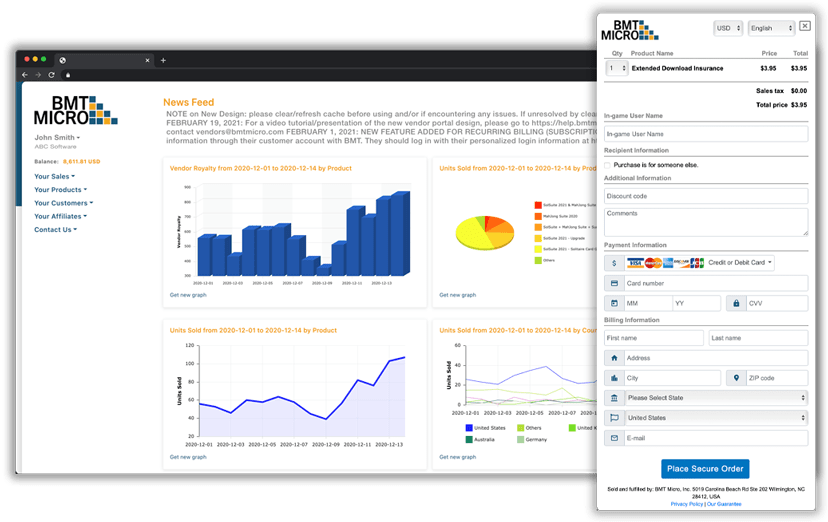 BMT
MICRO
John Smith
ABC Software
Balance: 8,511.01 USD
Your Sales
Your Products
Your Customers
Your Affiliates
Contact Us
News Feed
NOTE on New Design: please clear/refresh cache before using and/or if encountering any issues. If unresolved by clea
FEBRUARY 19, 2021: For a video tutorial/presentation of the new vendor portal design, please go to https://help.bmtm
contact vendors@bmtmicro.com FEBRUARY 1, 2021: NEW FEATURE ADDED FOR RECURRING BILLING (SUBSCRIPTIO
information through their customer account with BMT. They should log in with their personalized login information at ht
Vendor Royalty from 2020-12-01 to 2020-12-14 by Product
Vendor Royalty
900
800
700
600
500
400
300
2020-12-01 2020-12-03 2020-12-05 2020-12-07 2020-12-09 2020-12-11 2020-12-13
Get new graph
Units Sold from 2020-12-01 to 2020-12-14 by Prod
SolSuite 2021 & MahJong Suite
MahJong Suite 2020
SolSuite + MahJong Suite + Su
SolSuite 2021 - Upgrade
SolSuite 2021 - Solitaire Card G
Others
Get new graph
Units Sold from 2020-12-01 to 2020-12-14 by Product
Units Sold
120
100
80
60
40
20
2020-12-01 2020-12-03 2020-12-05 2020-12-07 2020-12-09 2020-12-11 2020-12-13
Get new graph
Units Sold from 2020-12-01 to 2020-12-14 by Cou
Units Sold
60
40
20
0
2020-12-01 2020-12-03 2020-12-05 2020-12-07 2020-12
United States
Others
United K
Australia
Germany
Get new graph
BMT
MICRO
USD
English
Qty Product Name Price Total
1 Extended Download Insurance $3.95 $3.95
Sales tax $0.00
Total price $3.95
In-game User Name
In-game User Name
Recipient Information
Purchase is for someone else.
Additional Information
Discount code
Comments
Payment Information
$ VISA Credit or Debit Card
Card number
MM YY CVV
Billing Information
First name Last name
Address
City ZIP code
Please Select State
United States
E-mail
Place Secure Order
Sold and fulfilled by: BMT Micro, Inc. 5019 Carolina Beach Rd Ste 202 Wilmington, NC
28412, USA
Privacy Policy | Our Guarantee